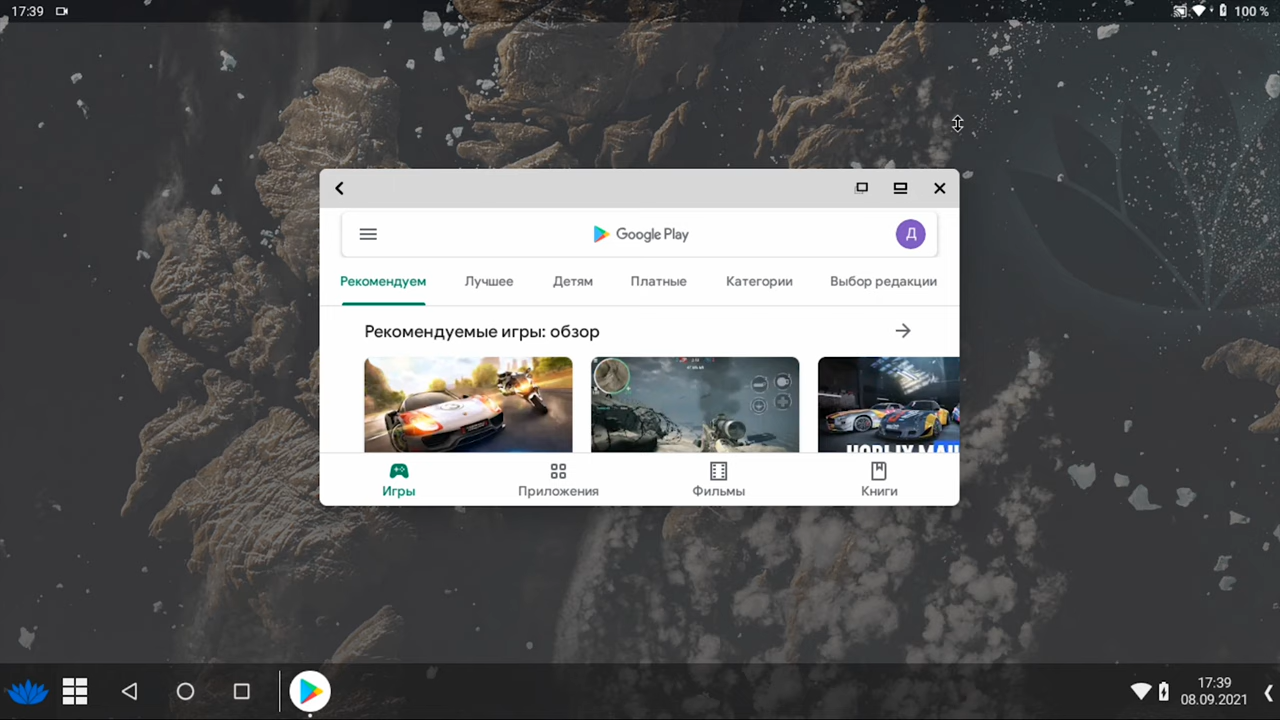 17:39
100 %
Google Play
Д
Рекомендуем Лучшее Детям Платные Категории Выбор редакции
Рекомендуемые игры: обзор
Игры Приложения Фильмы Книги
17:39
08.09.2021